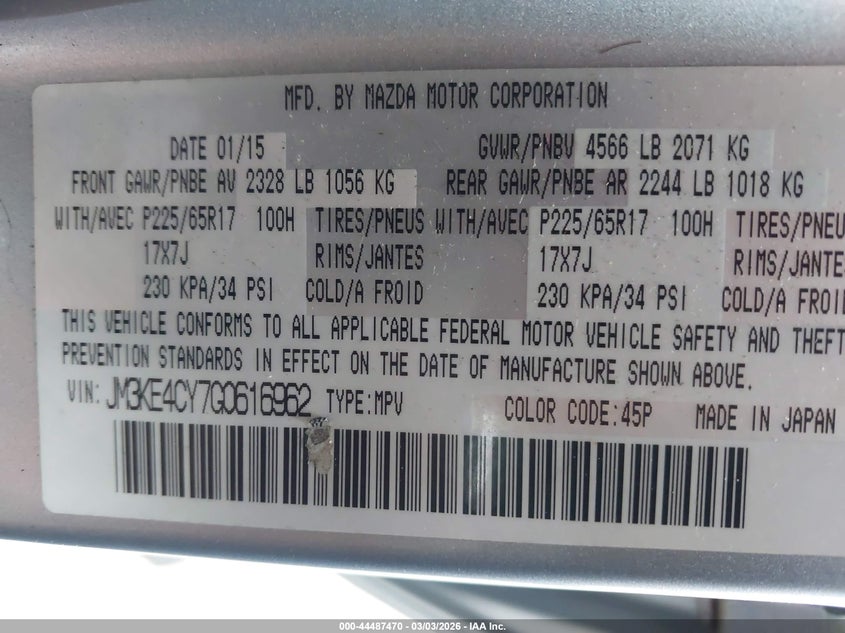 MFD. BY MAZDA MOTOR CORPORATION
DATE 01/15 GVWR/PNBV 4566 LB 2071 KG
FRONT GAWR/PNBE AV 2328 LB 1056 KG REAR GAWR/PNBE AR 2244 LB 1018 KG
WITH/AVEC P225/65R17 100H TIRES/PNEUS WITH/AVEC P225/65R17 100H TIRES/PNEU
17X7J RIMS/JANTES 17X7J RIMS/JANTES
230 KPA/34 PSI COLD/A FROID 230 KPA/34 PSI COLD/A FROI
THIS VEHICLE CONFORMS TO ALL APPLICABLE FEDERAL MOTOR VEHICLE SAFETY AND THEFT
PREVENTION STANDARDS IN EFFECT ON THE DATE OF MANUFACTURE SHOWN ABOVE.
VIN: JM3KE4CY7G0616962 TYPE:MPV COLOR CODE:45P MADE IN JAPAN
000-44487470 — 03/03/2026 — IAA Inc.